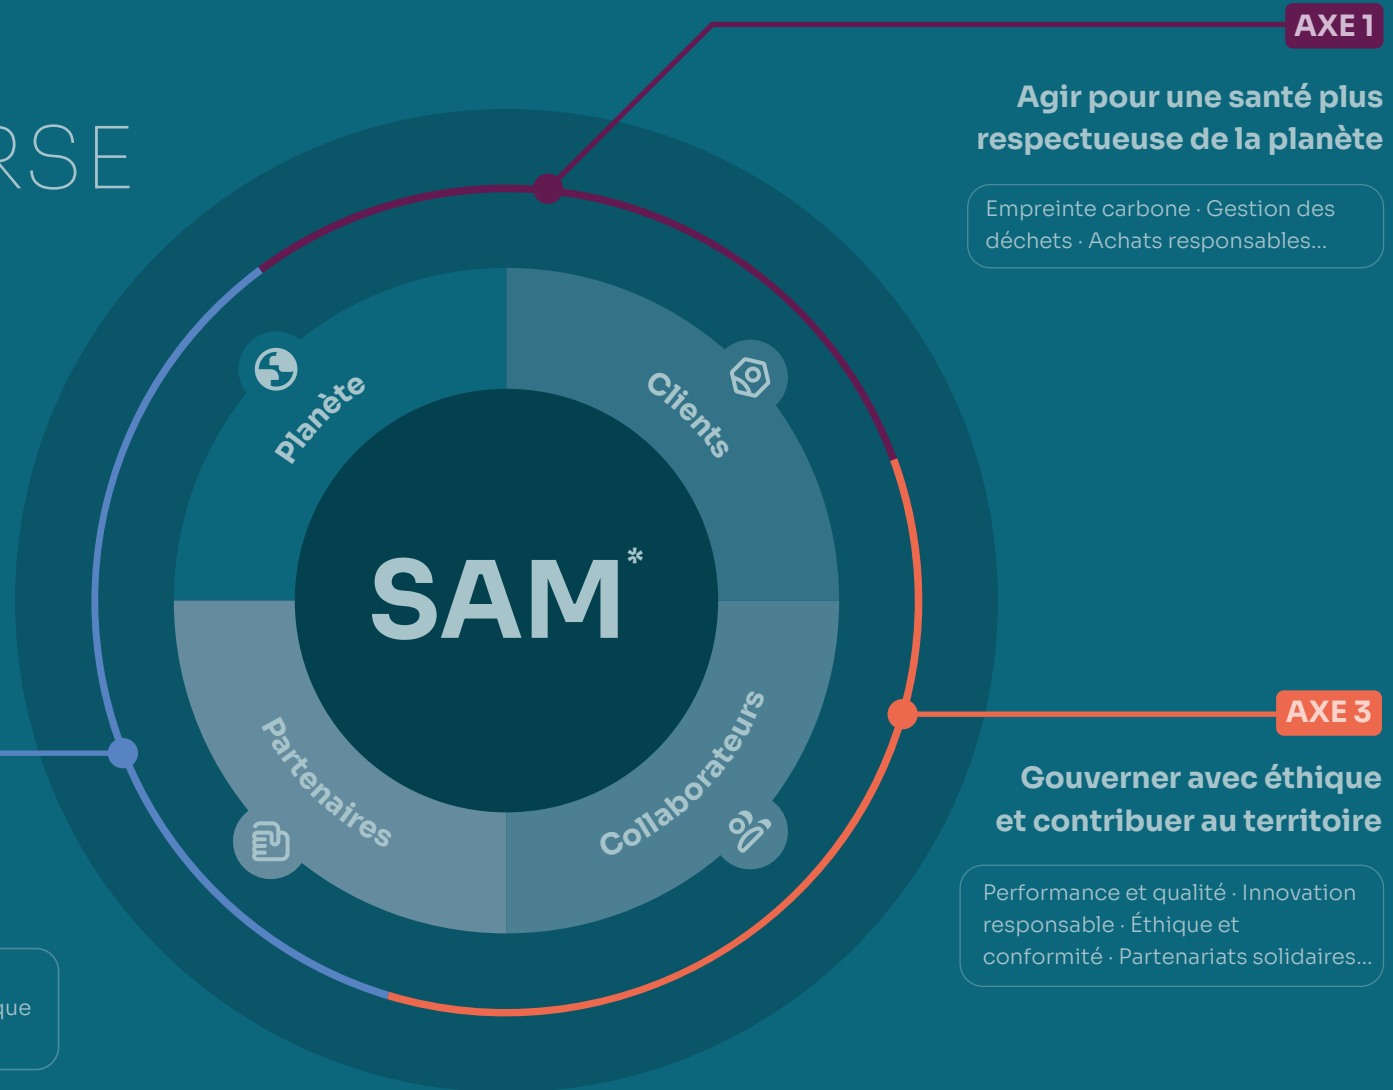 AXE 1
Agir pour une santé plus
respectueuse de la planète
Empreinte carbone · Gestion des
déchets · Achats responsables...
RSE
Planète
Clients
SAM*
Partenaires
Collaborateurs
AXE 3
Gouverner avec éthique
et contribuer au territoire
Performance et qualité · Innovation
responsable · Éthique et
conformité · Partenariats solidaires...